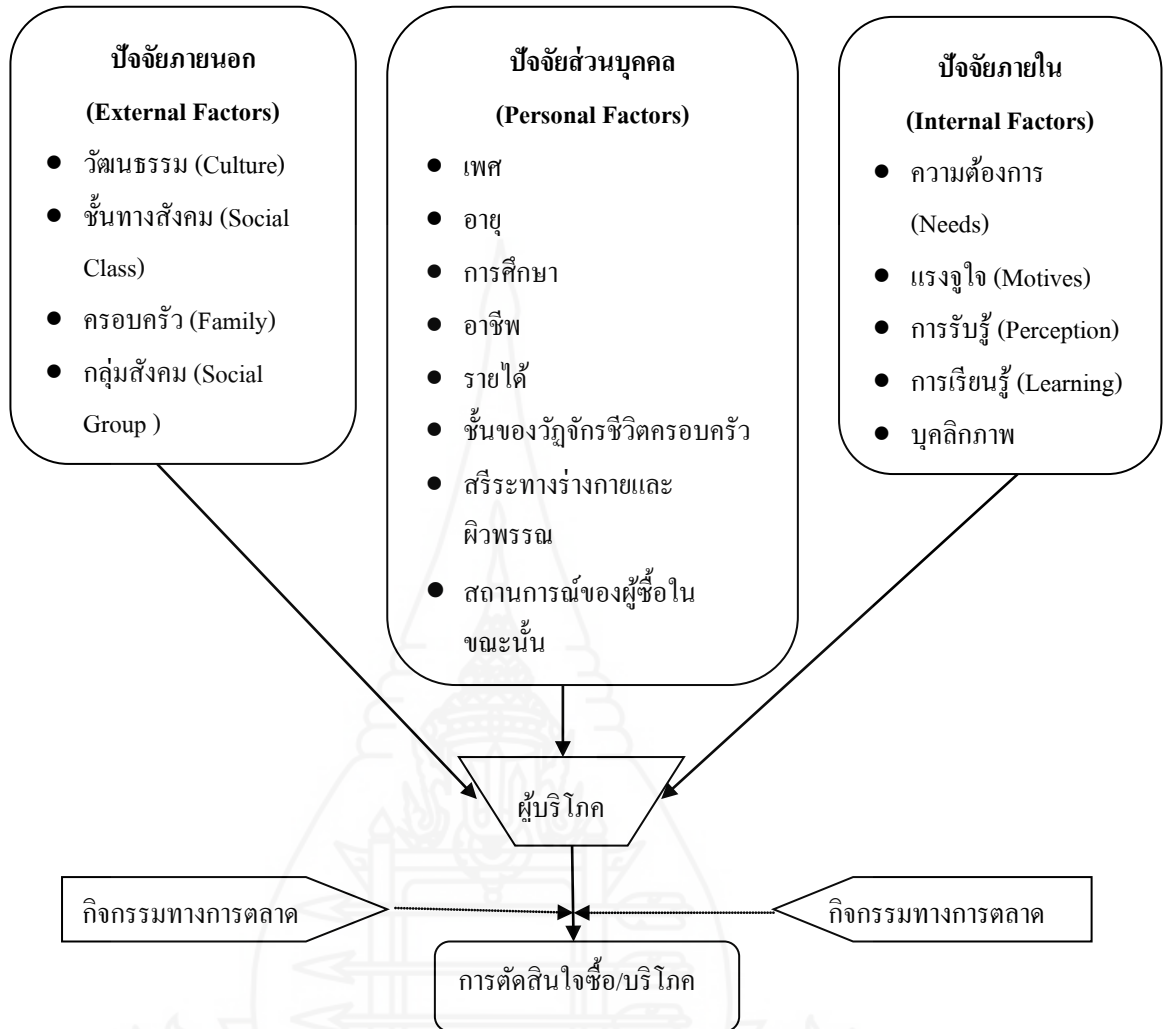 ปัจจัยภายนอก
(External Factors)
● วัฒนธรรม (Culture)
● ชั้นทางสังคม (Social
Class)
● ครอบครัว (Family)
● กลุ่มสังคม (Social
Group )
ปัจจัยส่วนบุคคล
(Personal Factors)
● เพศ
● อายุ
● การศึกษา
● อาชีพ
● รายได้
● ชั้นของวัฏจักรชีวิตครอบครัว
● สรีระทางร่างกายและ
ผิวพรรณ
● สถานการณ์ของผู้ซื้อใน
ขณะนั้น
ปัจจัยภายใน
(Internal Factors)
● ความต้องการ
(Needs)
● แรงจูใจ (Motives)
● การรับรู้ (Perception)
● การเรียนรู้ (Learning)
● บุคลิกภาพ
ผู้บริโภค
กิจกรรมทางการตลาด
กิจกรรมทางการตลาด
การตัดสินใจซื้อ/บริโภค